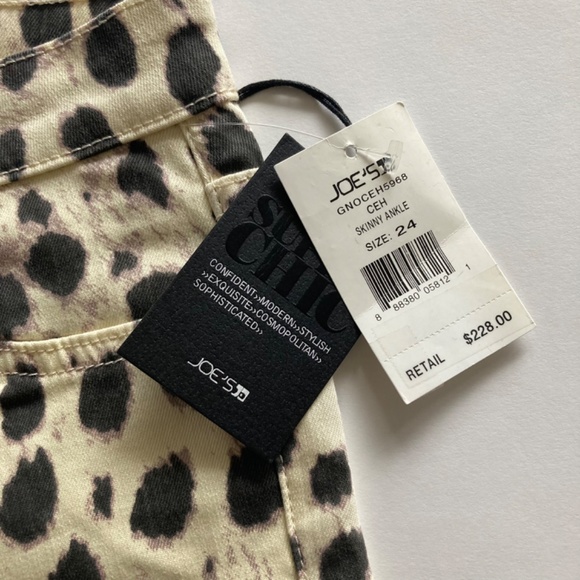 JOE'S
GNOCEH5968
CEH
SKINNY ANKLE
SIZE: 24
8 88380 05812 1
RETAIL $228.00
CHIC
CONFIDENT>>MODERN>>STYLISH
>>EXQUISITE>>COSMOPOLITAN>>
SOPHISTICATED>>
JOE'S